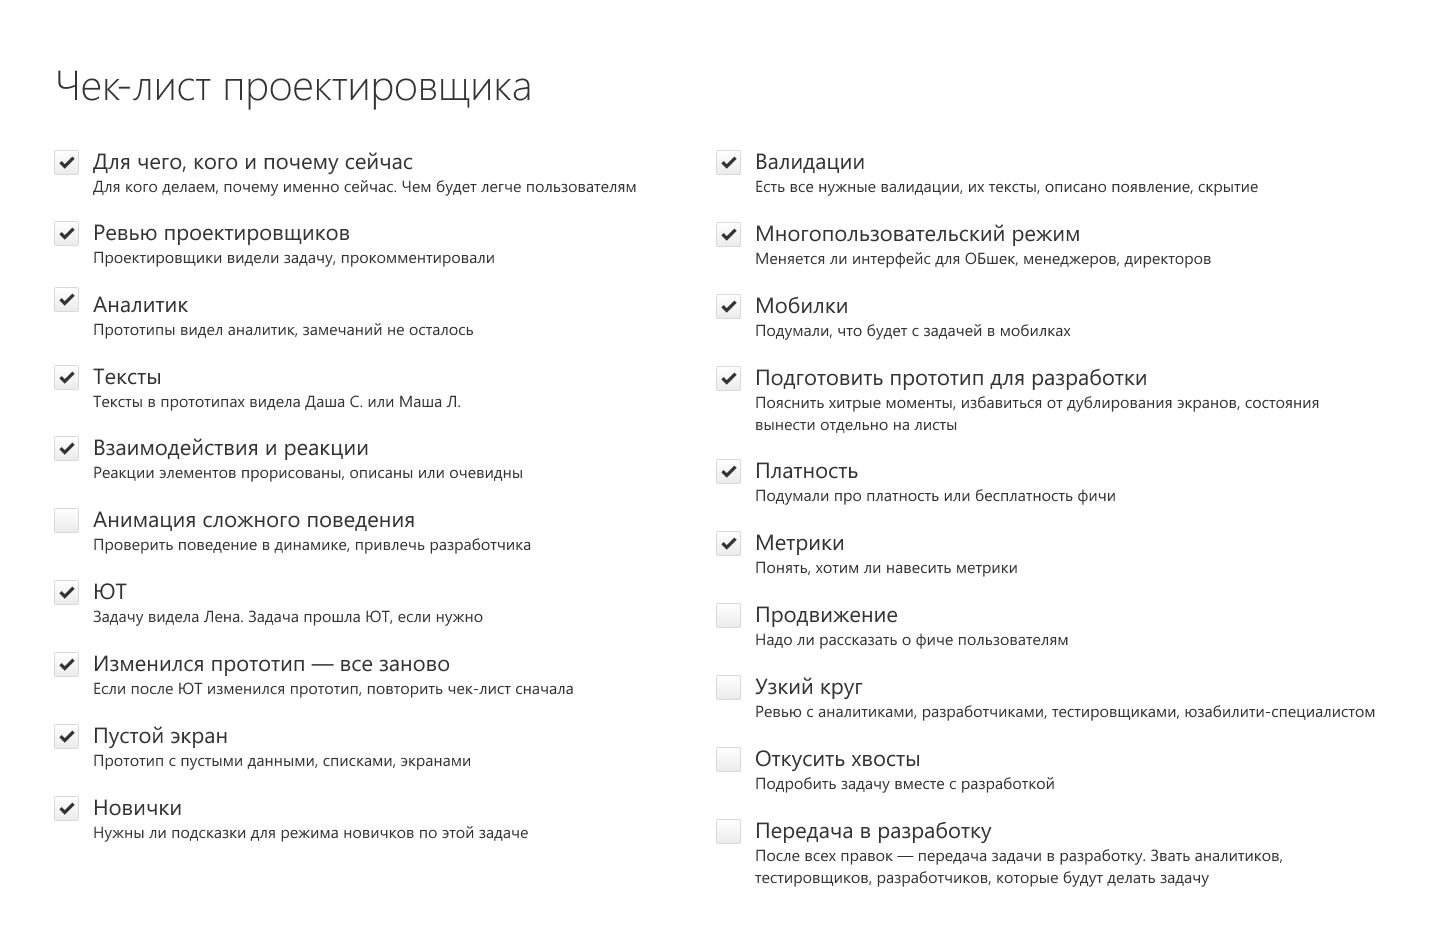 Чек-лист проектировщика
Для чего, кого и почему сейчас
Для кого делаем, почему именно сейчас. Чем будет легче пользователям
Ревью проектировщиков
Проектировщики видели задачу, прокомментировали
Аналитик
Прототипы видел аналитик, замечаний не осталось
Тексты
Тексты в прототипах видела Даша С. или Маша Л.
Взаимодействия и реакции
Реакции элементов прорисованы, описаны или очевидны
Анимация сложного поведения
Проверить поведение в динамике, привлечь разработчика
ЮТ
Задачу видела Лена. Задача прошла ЮТ, если нужно
Изменился прототип — все заново
Если после ЮТ изменился прототип, повторить чек-лист сначала
Пустой экран
Прототип с пустыми данными, списками, экранами
Новички
Нужны ли подсказки для режима новичков по этой задаче
Валидации
Есть все нужные валидации, их тексты, описано появление, скрытие
Многопользовательский режим
Меняется ли интерфейс для ОБшек, менеджеров, директоров
Мобилки
Подумали, что будет с задачей в мобилках
Подготовить прототип для разработки
Пояснить хитрые моменты, избавиться от дублирования экранов, состояния
вынести отдельно на листы
Платность
Подумали про платность или бесплатность фичи
Метрики
Понять, хотим ли навесить метрики
Продвижение
Надо ли рассказать о фиче пользователям
Узкий круг
Ревью с аналитиками, разработчиками, тестировщиками, юзабилити-специалистом
Откусить хвосты
Подробить задачу вместе с разработкой
Передача в разработку
После всех правок — передача задачи в разработку. Звать аналитиков,
тестировщиков, разработчиков, которые будут делать задачу